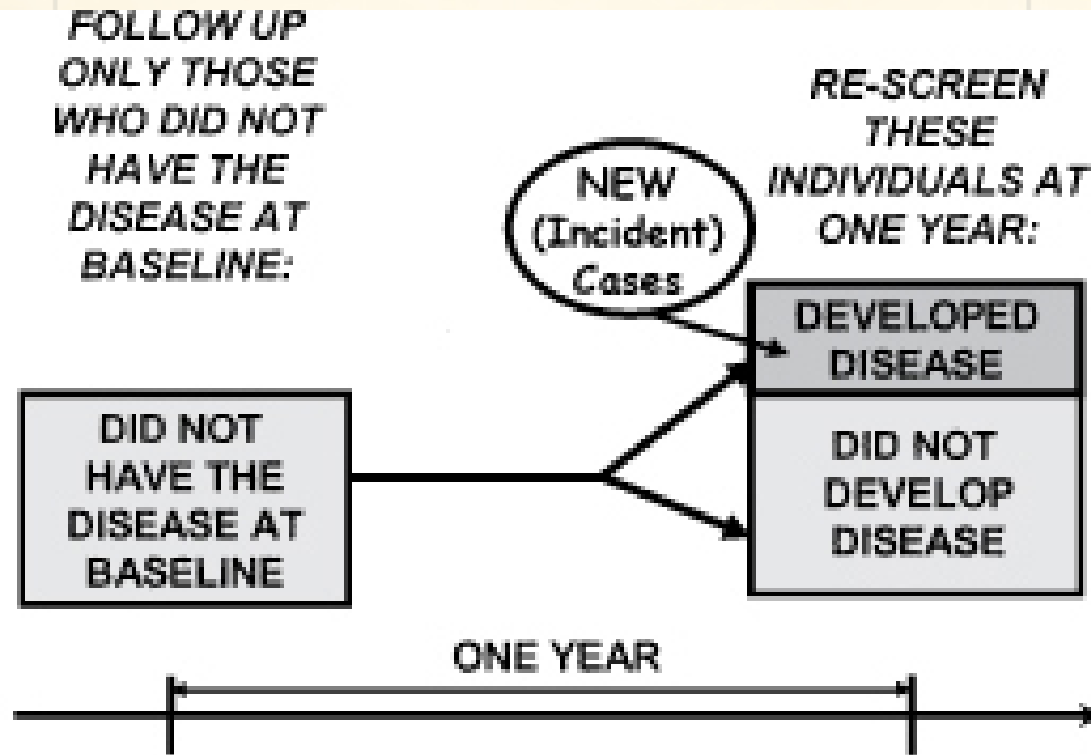 FOLLOW UP
ONLY THOSE
WHO DID NOT
HAVE THE
DISEASE AT
BASELINE:
RE-SCREEN
THESE
INDIVIDUALS AT
ONE YEAR:
NEW
(Incident)
Cases
DEVELOPED
DISEASE
DID NOT
HAVE THE
DISEASE AT
BASELINE
DID NOT
DEVELOP
DISEASE
ONE YEAR